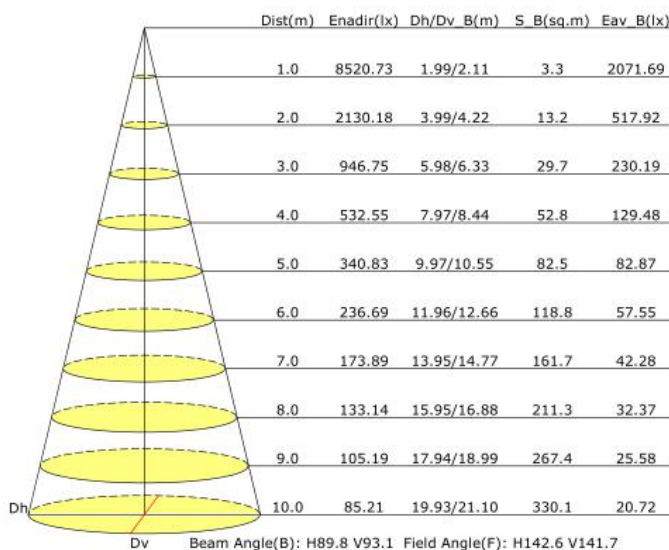 Dist(m) Enadir(lx) Dh/Dv_B(m) S_B(sq.m) Eav_B(lx)
1.0 8520.73 1.99/2.11 3.3 2071.69
2.0 2130.18 3.99/4.22 13.2 517.92
3.0 946.75 5.98/6.33 29.7 230.19
4.0 532.55 7.97/8.44 52.8 129.48
5.0 340.83 9.97/10.55 82.5 82.87
6.0 236.69 11.96/12.66 118.8 57.55
7.0 173.89 13.95/14.77 161.7 42.28
8.0 133.14 15.95/16.88 211.3 32.37
9.0 105.19 17.94/18.99 267.4 25.58
Dh 10.0 85.21 19.93/21.10 330.1 20.72
Dv Beam Angle(B): H89.8 V93.1 Field Angle(F): H142.6 V141.7